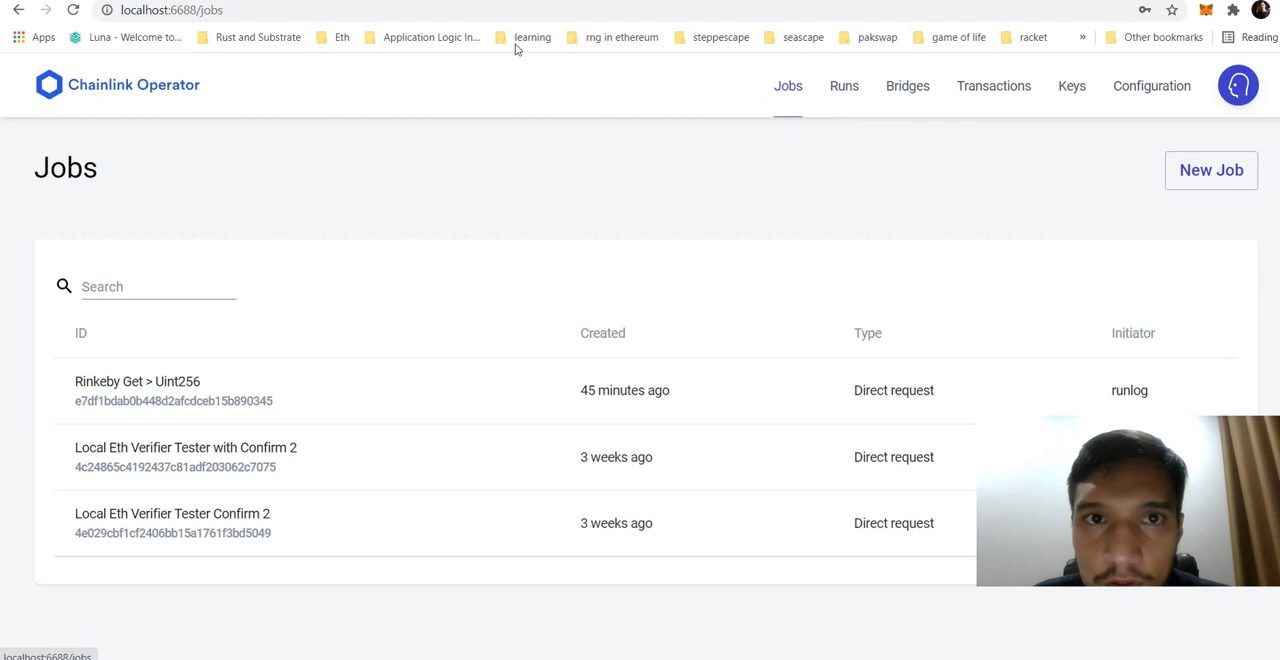 localhost:6688/jobs
Apps Luna - Welcome to... Rust and Substrate Eth Application Logic In... learning rng in ethereum steppescape seascape pakswap game of life racket » Other bookmarks Reading
Chainlink Operator Jobs Runs Bridges Transactions Keys Configuration
Jobs
New Job
Search
ID Created Type Initiator
Rinkeby Get > Uint256
e7df1bdab0b448d2afcdceb15b890345
45 minutes ago Direct request runlog
Local Eth Verifier Tester with Confirm 2
4c24865c4192437c81adf203062c7075
3 weeks ago Direct request
Local Eth Verifier Tester Confirm 2
4e029cbf1cf2406bb15a1761f3bd5049
3 weeks ago Direct request
localhost:6688/jobs